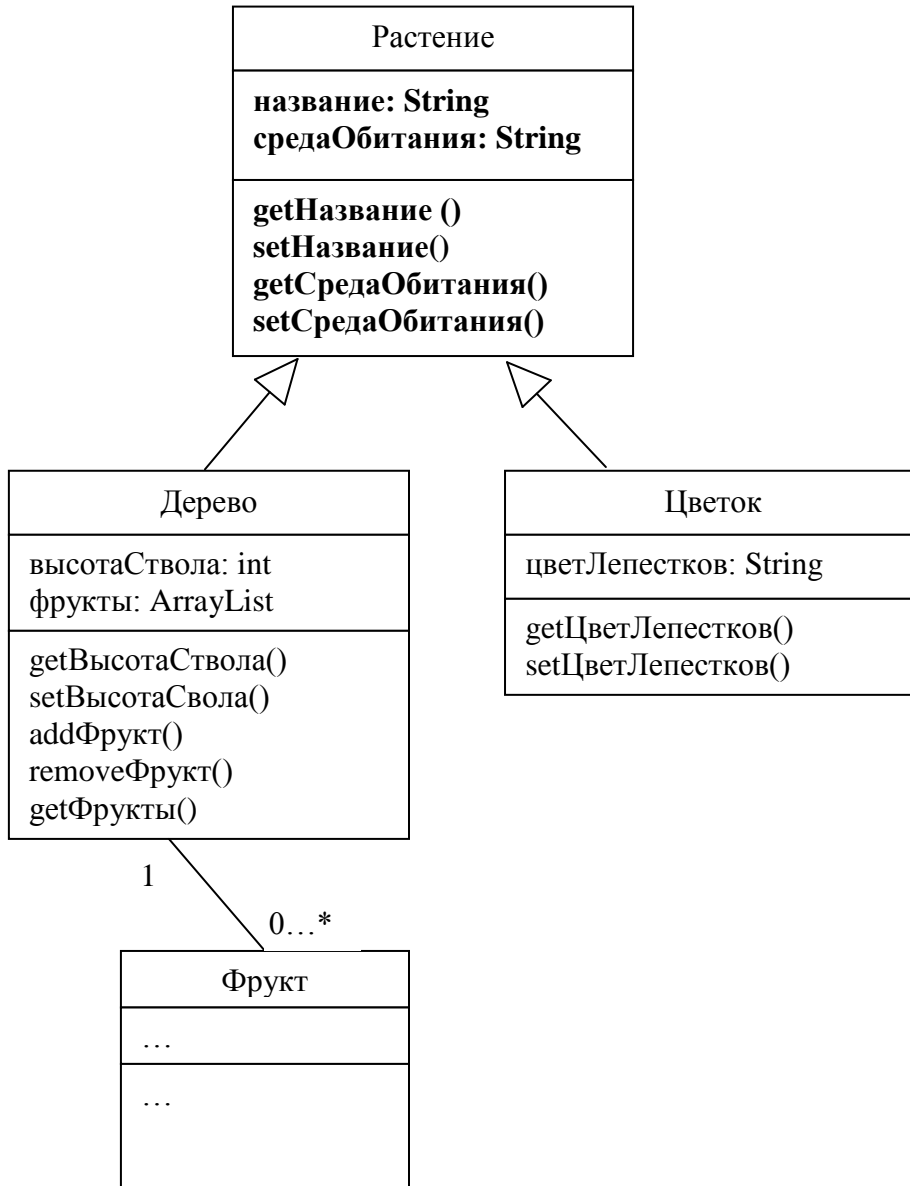 Растение
название: String
средаОбитания: String
getНазвание ()
setНазвание()
getСредаОбитания()
setСредаОбитания()
Дерево
высотаСтвола: int
фрукты: ArrayList
getВысотаСтвола()
setВысотаСвола()
addФрукт()
removeФрукт()
getФрукты()
Цветок
цветЛепестков: String
getЦветЛепестков()
setЦветЛепестков()
1
0…*
Фрукт
…
…